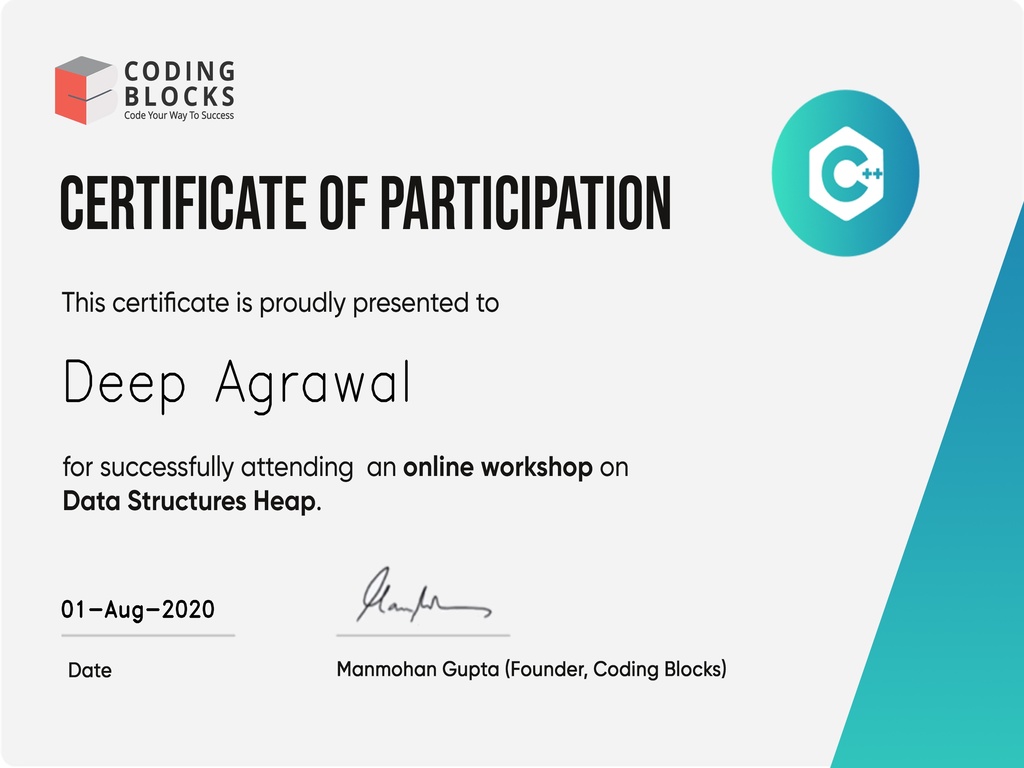 CODING
BLOCKS
Code Your Way To Success
C++
CERTIFICATE OF PARTICIPATION
This certificate is proudly presented to
Deep Agrawal
for successfully attending an online workshop on
Data Structures Heap.
01-Aug-2020
Date
Manmohan Gupta (Founder, Coding Blocks)